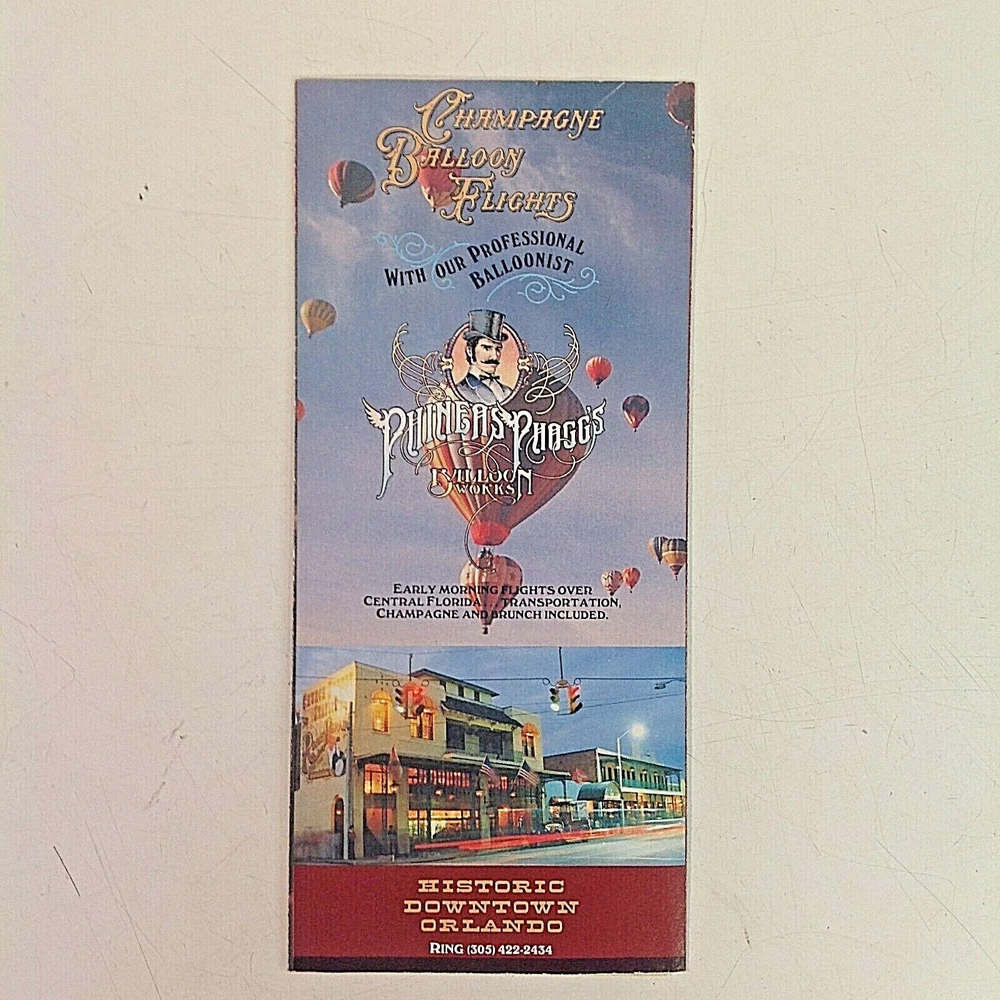 CHAMPAGNE
BALLOON
FLIGHTS
WITH OUR PROFESSIONAL
BALLOONIST
PHINEAS PHOGG'S
BALLOON
WORKS
EARLY MORNING FLIGHTS OVER
CENTRAL FLORIDA... TRANSPORTATION,
CHAMPAGNE AND BRUNCH INCLUDED.
HISTORIC
DOWNTOWN
ORLANDO
RING (305) 422-2434